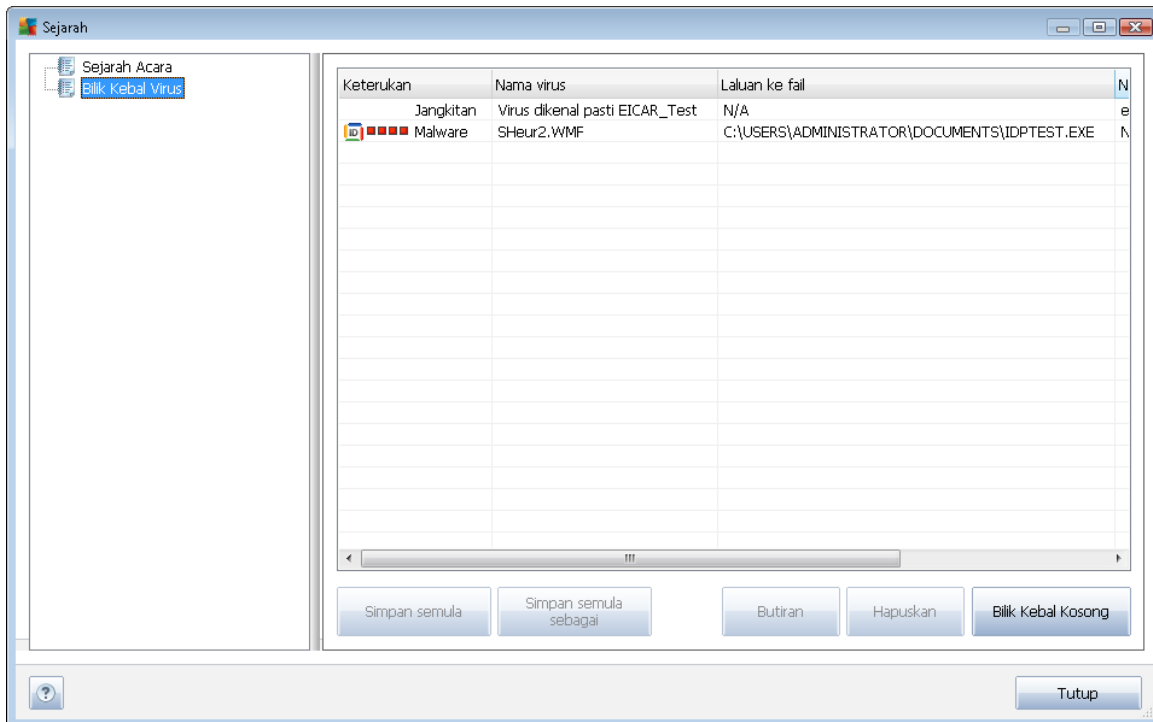 Sejarah
Sejarah Acara
Bilik Kebal Virus
Keterukan Nama virus Laluan ke fail N
Jangkitan Virus dikenal pasti EICAR_Test N/A e
Malware SHeur2.WMF C:\USERS\ADMINISTRATOR\DOCUMENTS\IDPTEST.EXE N
Simpan semula
Simpan semula
sebagai
Butiran
Hapuskan
Bilik Kebal Kosong
?
Tutup